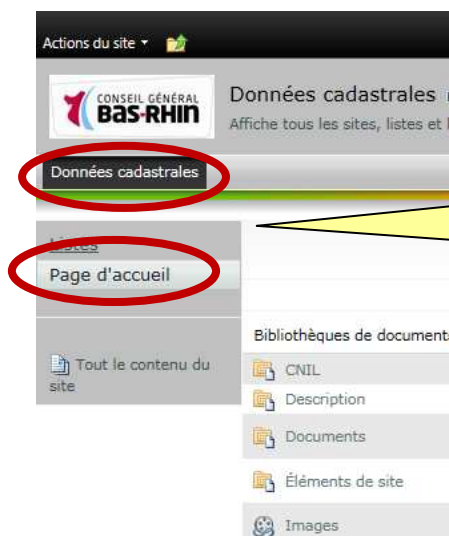 Actions du site
CONSEIL GÉNÉRAL
BAS-RHIN
Données cadastrales
Affiche tous les sites, listes et
Données cadastrales
Listes
Page d'accueil
Bibliothèques de document
CNIL
Tout le contenu du
site
Description
Documents
Éléments de site
Images